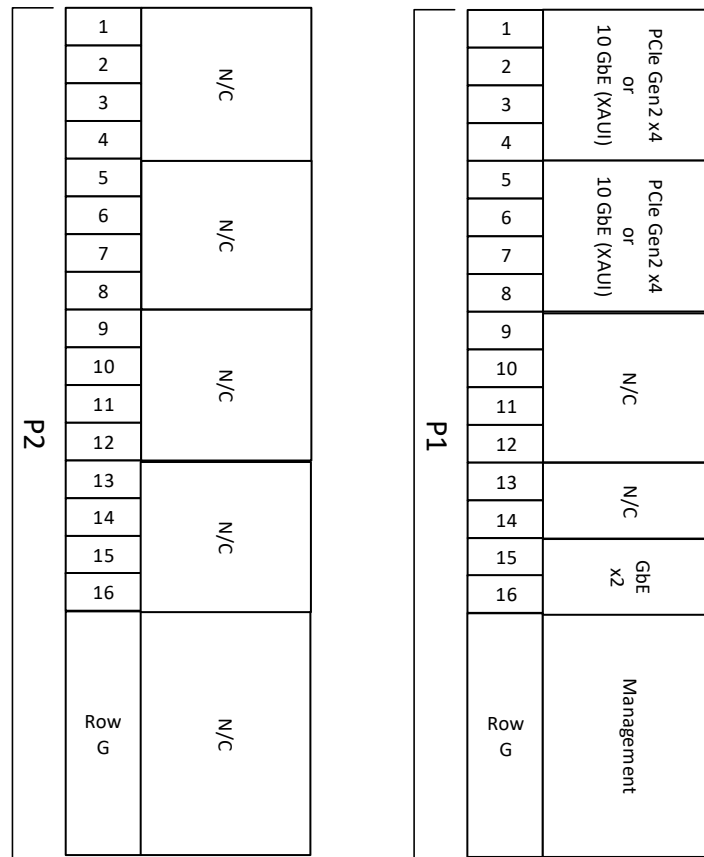 P2
1
2
3
4
N/C
5
6
7
8
N/C
9
10
11
12
N/C
13
14
15
16
N/C
Row
G
N/C
P1
1
2
3
4
PCIe Gen2 x4
or
10 GbE (XAUI)
5
6
7
8
PCIe Gen2 x4
or
10 GbE (XAUI)
9
10
11
12
N/C
13
14
N/C
15
16
GbE
x2
Row
G
Management